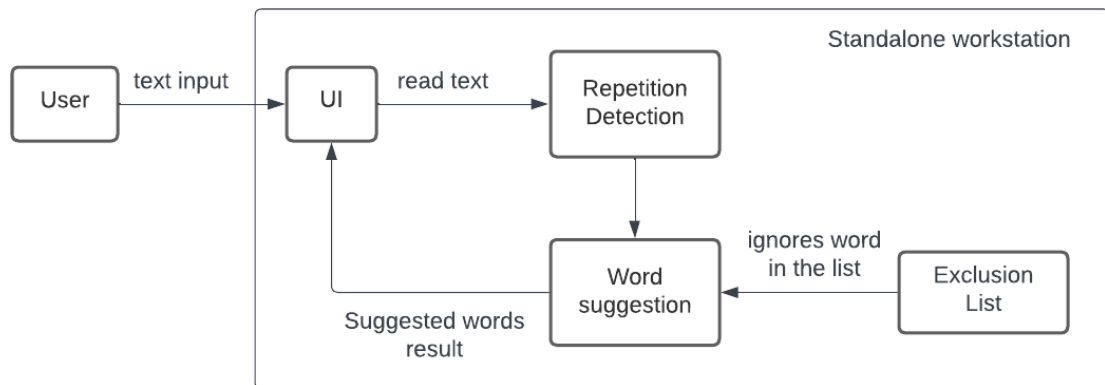 Standalone workstation
User
text input
UI
read text
Repetition
Detection
ignores word
in the list
Word
suggestion
Exclusion
List
Suggested words
result